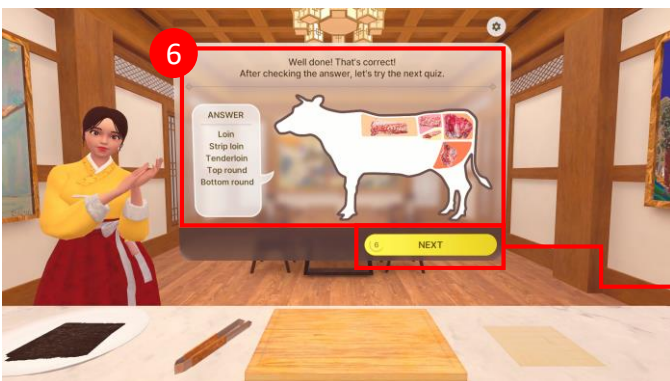 6
Well done! That's correct!
After checking the answer, let's try the next quiz.
ANSWER
Loin
Strip loin
Tenderloin
Top round
Bottom round
6
NEXT